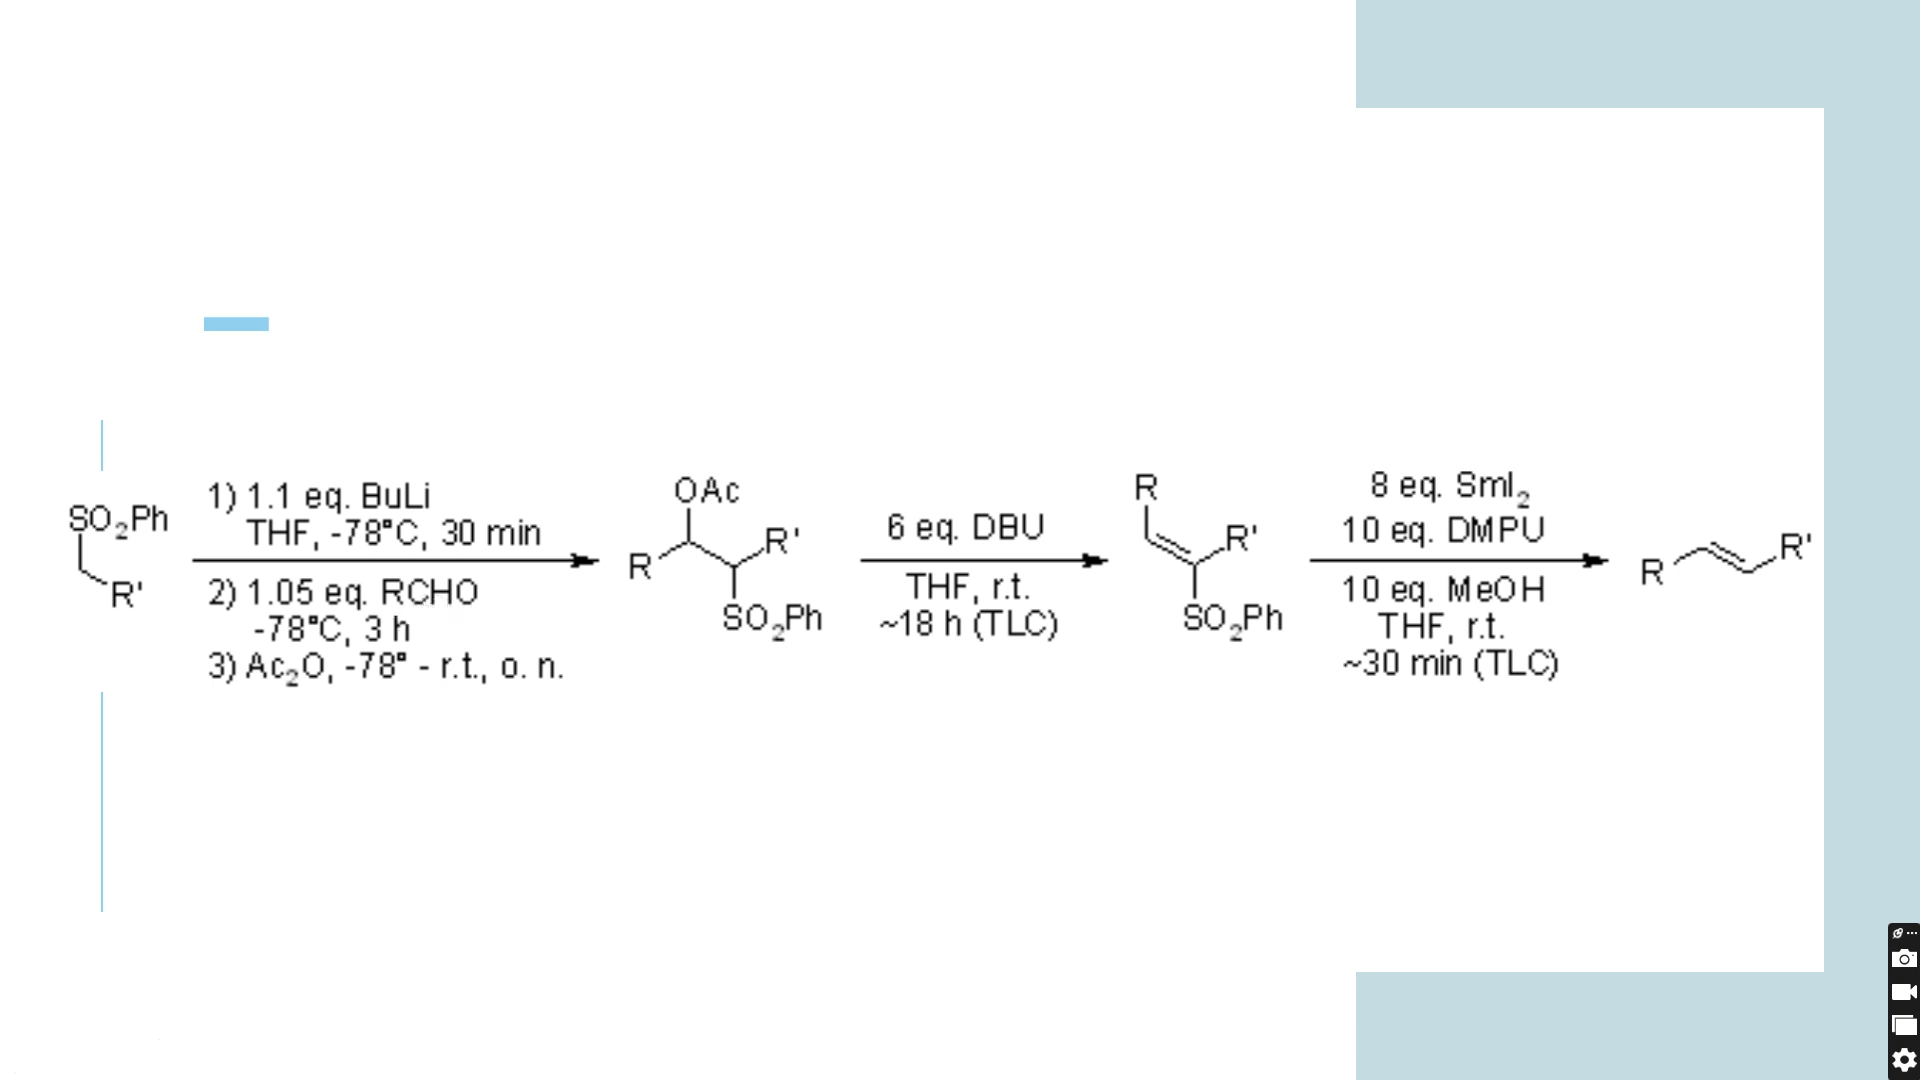 SO2Ph
R'
1) 1.1 eq. BuLi
THF, -78°C, 30 min
2) 1.05 eq. RCHO
-78°C, 3 h
3) Ac2O, -78° - r.t., o. n.
OAc
R
R'
SO2Ph
6 eq. DBU
THF, r.t.
~18 h (TLC)
R
R'
SO2Ph
8 eq. SmI2
10 eq. DMPU
10 eq. MeOH
THF, r.t.
~30 min (TLC)
R
R'